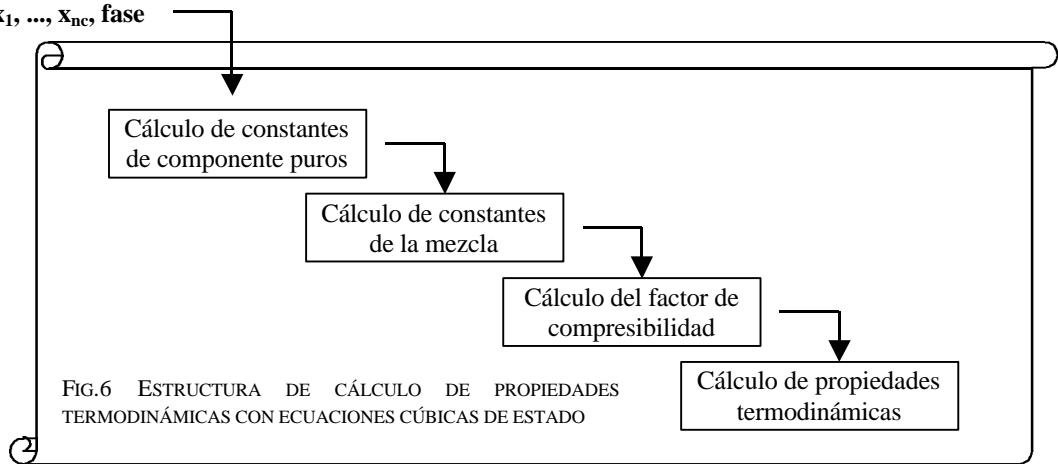 x₁, ..., xₙc, fase
Cálculo de constantes
de componente puros
Cálculo de constantes
de la mezcla
Cálculo del factor de
compresibilidad
Cálculo de propiedades
termodinámicas
FIG.6 ESTRUCTURA DE CÁLCULO DE PROPIEDADES
TERMODINÁMICAS CON ECUACIONES CÚBICAS DE ESTADO